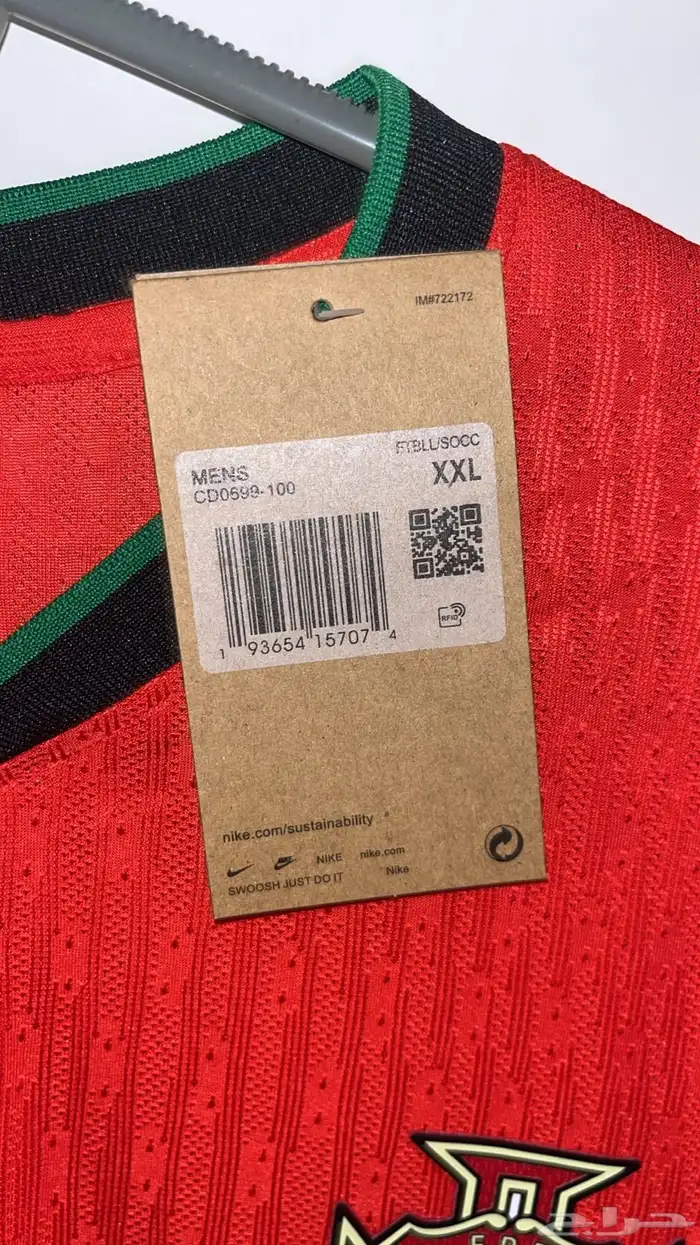 IM#722172
FTBLL/SOCC
MENS XXL
CD0699-100
1 93654 15707 4
RFID
nike.com/sustainability
NIKE nike.com
SWOOSH JUST DO IT Nike
حراج